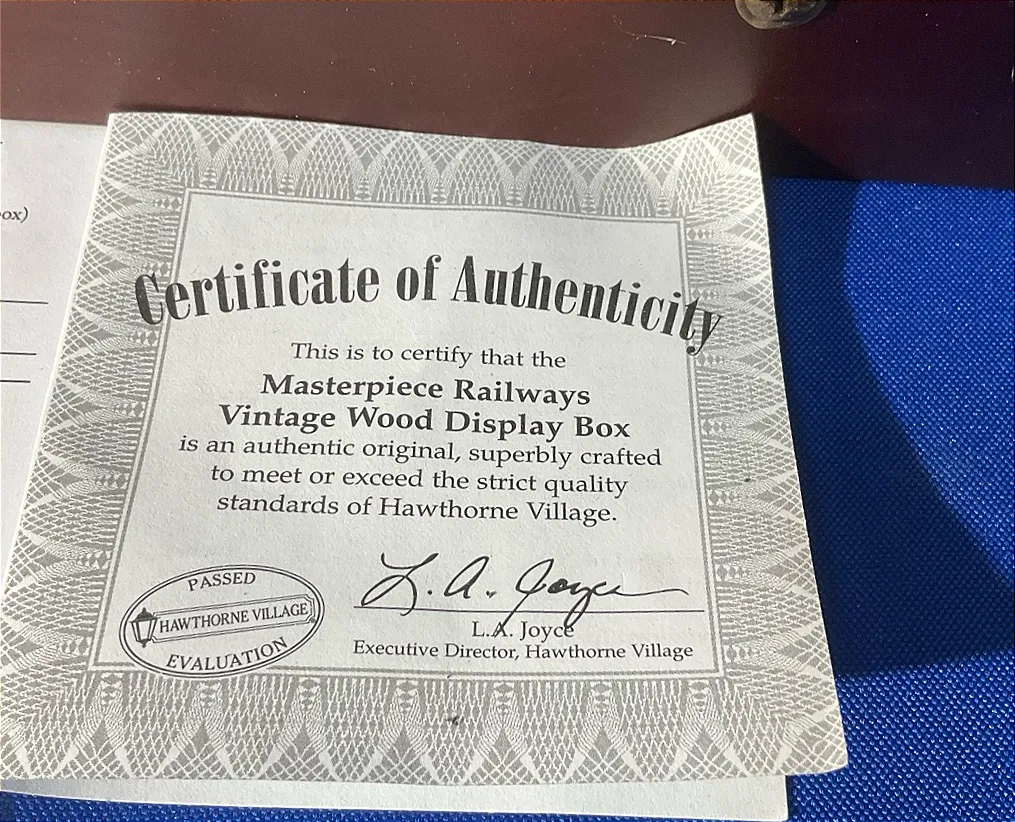 ox)
Certificate of Authenticity
This is to certify that the
Masterpiece Railways
Vintage Wood Display Box
is an authentic original, superbly crafted
to meet or exceed the strict quality
standards of Hawthorne Village.
PASSED
HAWTHORNE VILLAGE
EVALUATION
L. A. Joyce
L.A. Joyce
Executive Director, Hawthorne Village